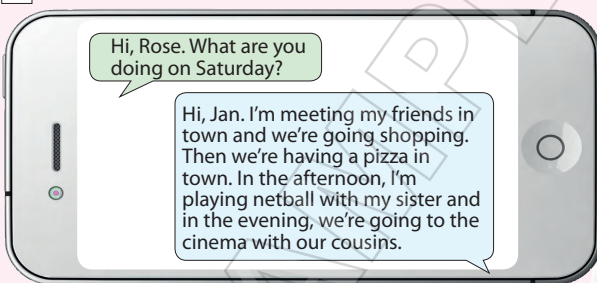 Hi, Rose. What are you
doing on Saturday?
Hi, Jan. I'm meeting my friends in
town and we're going shopping.
Then we're having a pizza in
town. In the afternoon, I'm
playing netball with my sister and
in the evening, we're going to the
cinema with our cousins.